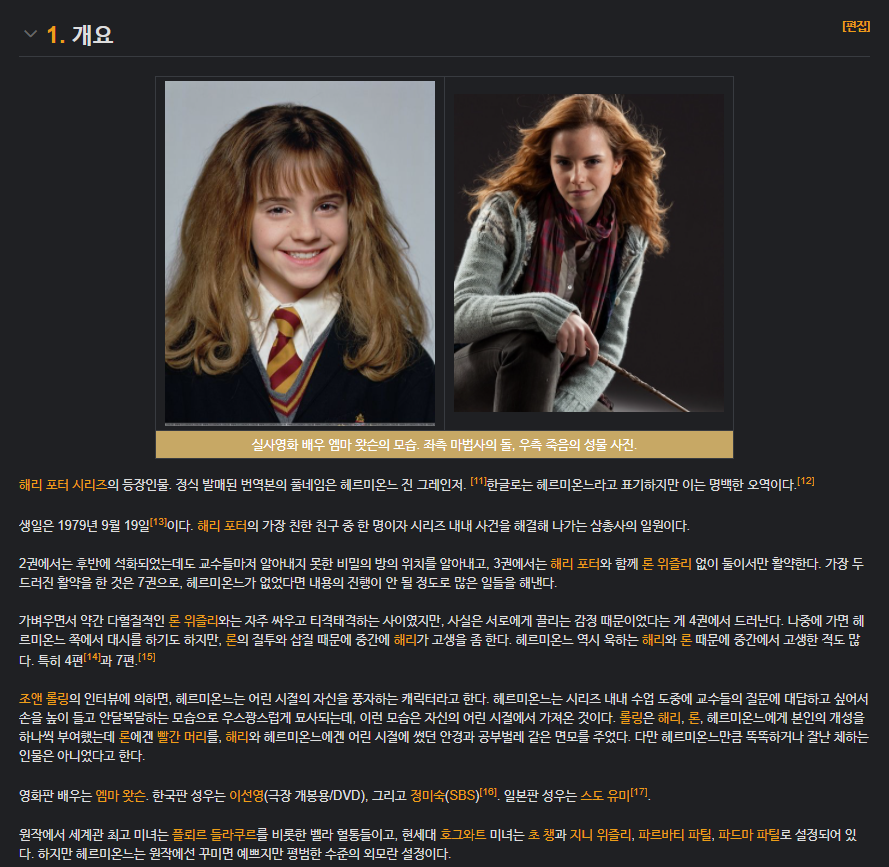 1. 개요
[편집]
실사영화 배우 엠마 왓슨의 모습. 좌측 마법사의 돌, 우측 죽음의 성물 사진.
해리 포터 시리즈의 등장인물. 정식 발매된 번역본의 풀네임은 헤르미온느 진 그레인저. [11]한글로는 헤르미온느라고 표기하지만 이는 명백한 오역이다.[12]
생일은 1979년 9월 19일[13]이다. 해리 포터의 가장 친한 친구 중 한 명이자 시리즈 내내 사건을 해결해 나가는 삼총사의 일원이다.
2권에서는 후반에 석화되었는데도 교수들마저 알아내지 못한 비밀의 방의 위치를 알아내고, 3권에서는 해리 포터와 함께 론 위즐리 없이 둘이서만 활약한다. 가장 두
드러진 활약을 한 것은 7권으로, 헤르미온느가 없었다면 내용의 진행이 안 될 정도로 많은 일들을 해낸다.
가벼우면서 약간 다혈질적인 론 위즐리와는 자주 싸우고 티격태격하는 사이였지만, 사실은 서로에게 끌리는 감정 때문이었다는 게 4권에서 드러난다. 나중에 가면 헤
르미온느 쪽에서 대시를 하기도 하지만, 론의 질투와 삽질 때문에 중간에 해리가 고생을 좀 한다. 헤르미온느 역시 욱하는 해리와 론 때문에 중간에서 고생한 적도 많
다. 특히 4편[14]과 7편.[15]
조앤 롤링의 인터뷰에 의하면, 헤르미온느는 어린 시절의 자신을 풍자하는 캐릭터라고 한다. 헤르미온느는 시리즈 내내 수업 도중에 교수들의 질문에 대답하고 싶어서
손을 높이 들고 안달복달하는 모습으로 우스꽝스럽게 묘사되는데, 이런 모습은 자신의 어린 시절에서 가져온 것이다. 롤링은 해리, 론, 헤르미온느에게 본인의 개성을
하나씩 부여했는데 론에겐 빨간 머리를, 해리와 헤르미온느에겐 어린 시절에 썼던 안경과 공부벌레 같은 면모를 주었다. 다만 헤르미온느만큼 똑똑하거나 잘난 체하는
인물은 아니었다고 한다.
영화판 배우는 엠마 왓슨. 한국판 성우는 이선영(극장 개봉용/DVD), 그리고 정미숙(SBS)[16]. 일본판 성우는 스도 유미[17].
원작에서 세계관 최고 미녀는 플뢰르 들라쿠르를 비롯한 벨라 혈통들이고, 현세대 호그와트 미녀는 초 챙과 지니 위즐리, 파르바티 파틸, 파드마 파틸로 설정되어 있
다. 하지만 헤르미온느는 원작에선 꾸미면 예쁘지만 평범한 수준의 외모란 설정이다.